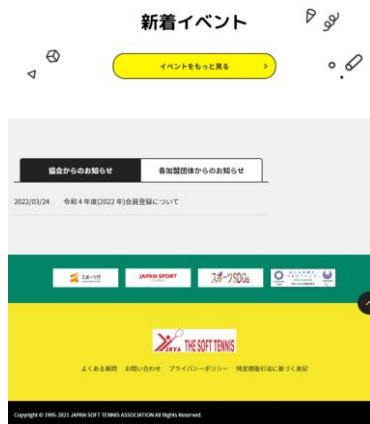 新着イベント
イベントをもっと見る
協会からのお知らせ 各加盟団体からのお知らせ
2022/03/24 令和4年度(2022年)会員登録について
スポーツ庁 JAPAN SPORT スポーツSDGs
THE SOFT TENNIS
よくある質問 お問い合わせ プライバシーポリシー 特定商取引法に基づく表記
Copyright © 1995-2021 JAPAN SOFT TENNIS ASSOCIATION All Rights Reserved.